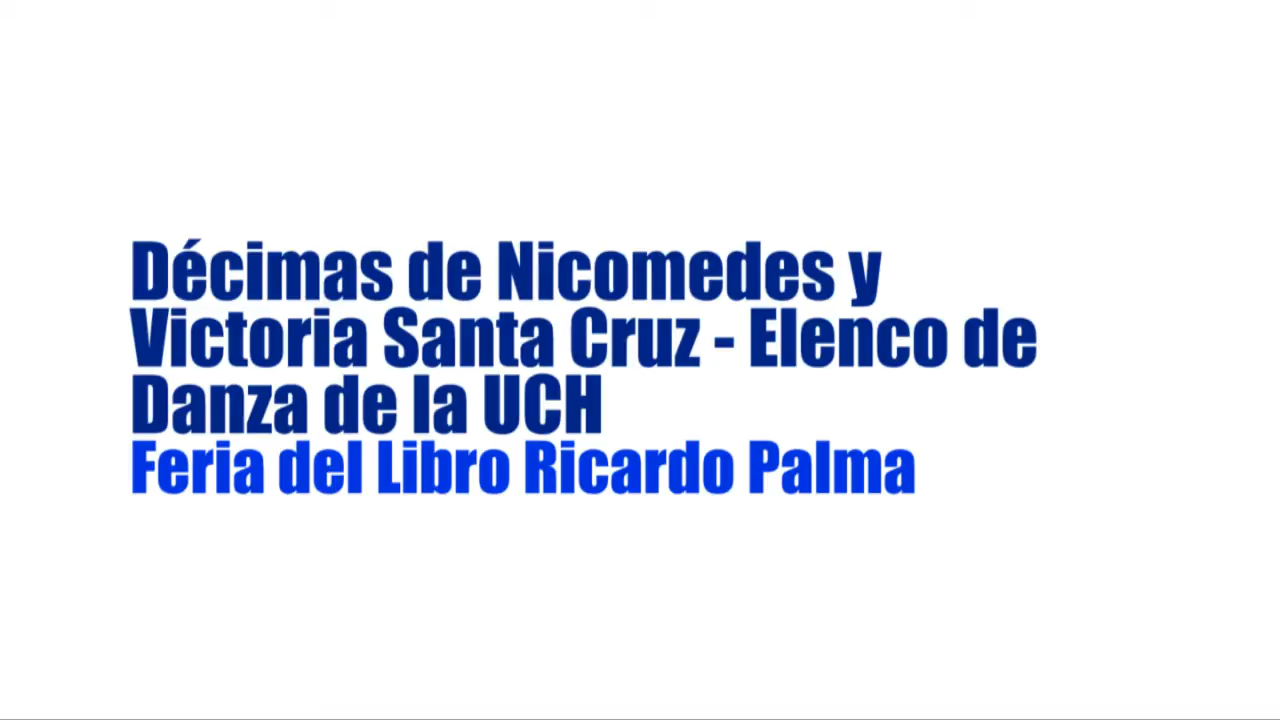 Décimas de Nicomedes y
Victoria Santa Cruz - Elenco de
Danza de la UCH
Feria del Libro Ricardo Palma